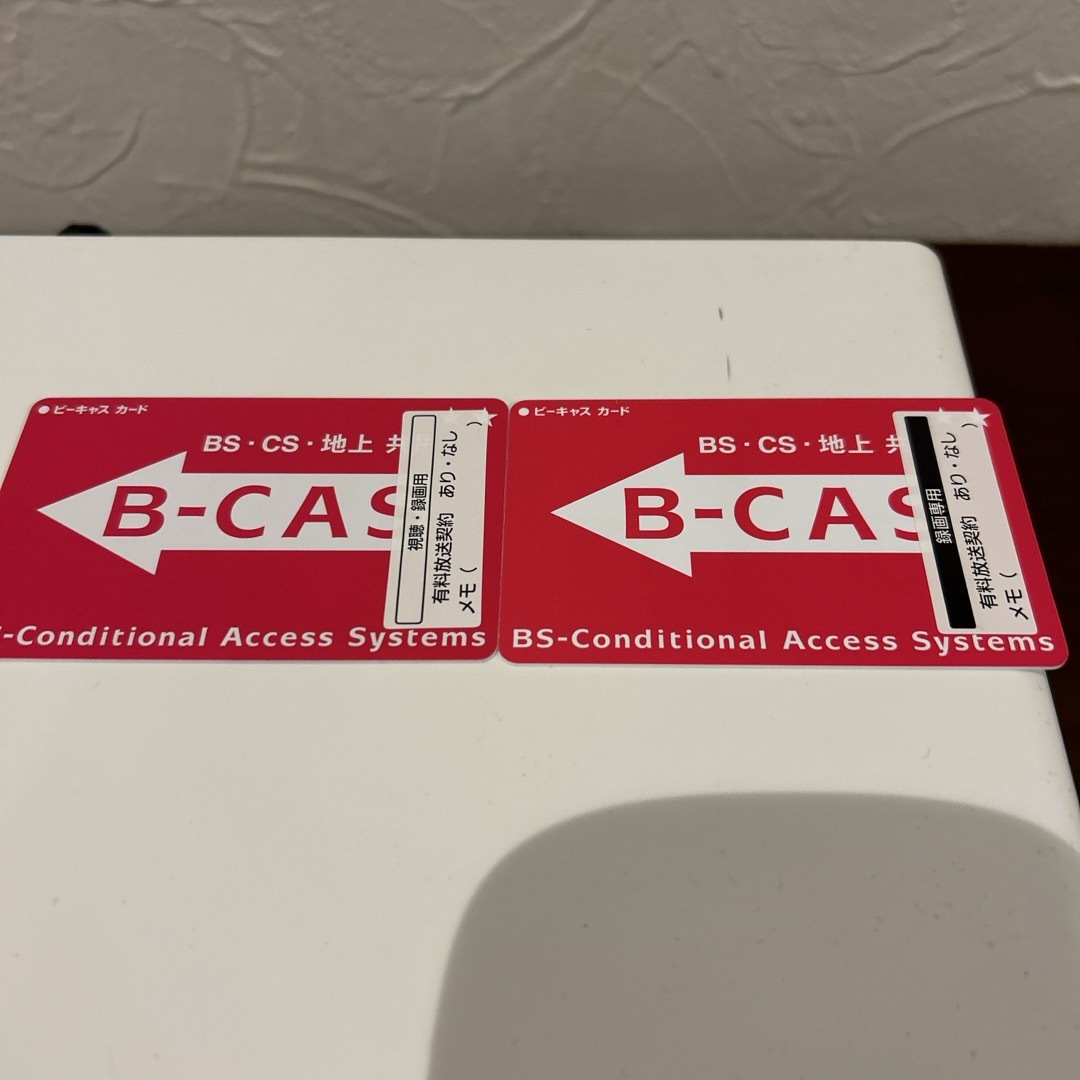 ビーキャス カード
BS・CS・地上
B-CAS
視聴・録画用
有料放送契約 あり・なし
メモ( )
-Conditional Access Systems
ビーキャス カード
BS・CS・地上
B-CAS
録画専用
有料放送契約 あり・なし
メモ( )
BS-Conditional Access Systems